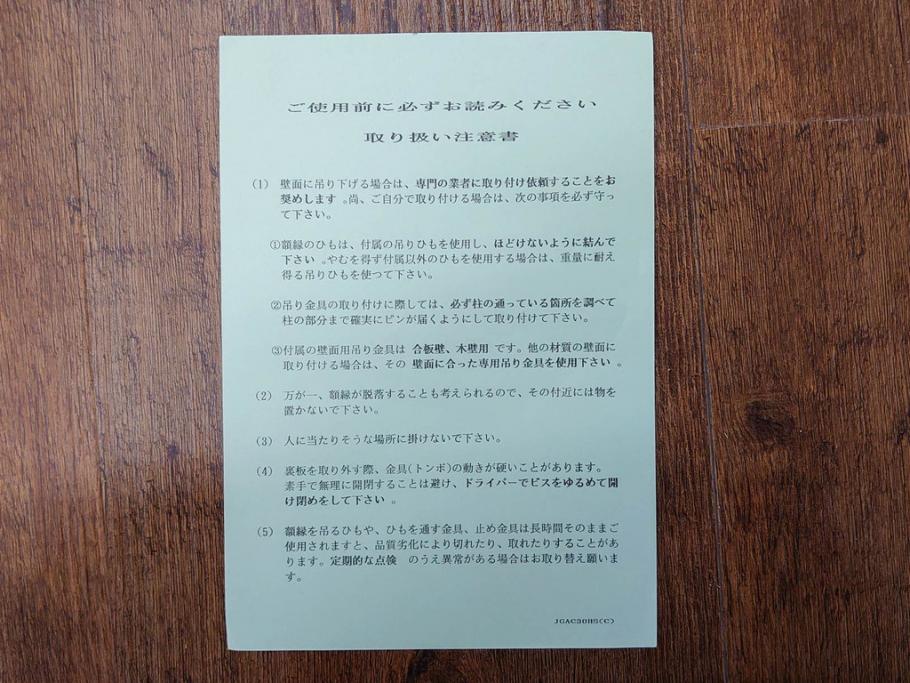 ご使用前に必ずお読みください
取り扱い注意書
(1) 壁面に吊り下げる場合は、専門の業者に取り付け依頼することをお
奨めします。尚、ご自分で取り付ける場合は、次の事項を必ず守っ
て下さい。
①額縁のひもは、付属の吊りひもを使用し、ほどけないように結んで
下さい。やむを得ず付属以外のひもを使用する場合は、重量に耐え
得る吊りひもを使つて下さい。
②吊り金具の取り付けに際しては、必ず柱の通っている箇所を調べて
柱の部分まで確実にピンが届くようにして取り付けて下さい。
③付属の壁面用吊り金具は 合板壁、木壁用 です。他の材質の壁面に
取り付ける場合は、その 壁面に合った専用吊り金具を使用下さい 。
(2) 万が一、額縁が脱落することも考えられるので、その付近には物を
置かないで下さい。
(3) 人に当たりそうな場所に掛けないで下さい。
(4) 裏板を取り外す際、金具(トンボ)の動きが硬いことがあります。
素手で無理に開閉することは避け、ドライバーでビスをゆるめて開
け閉めをして下さい 。
(5) 額縁を吊るひもや、ひもを通す金具、止め金具は長時間そのままご
使用されますと、品質劣化により切れたり、取れたりすることがあ
ります。定期的な点検 のうえ異常がある場合はお取り替え願いま
す。
JGAC30HS(C)